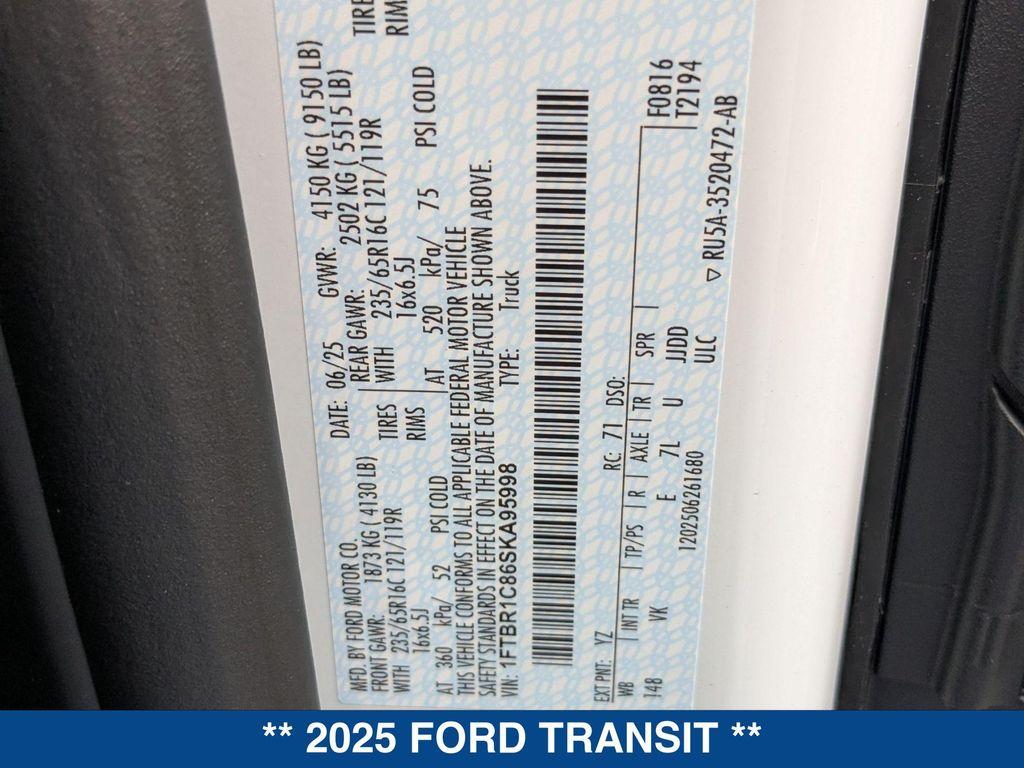 MFD. BY FORD MOTOR CO.
DATE: 06/25
GVWR: 4150 KG ( 9150 LB)
FRONT GAWR: 1873 KG ( 4130 LB)
REAR GAWR: 2502 KG ( 5515 LB)
WITH 235/65R16C 121/119R TIRES
WITH 235/65R16C 121/119R TIRE
16x6.5J RIMS
16x6.5J RIM
AT 360 kPa/ 52 PSI COLD
AT 520 kPa/ 75 PSI COLD
THIS VEHICLE CONFORMS TO ALL APPLICABLE FEDERAL MOTOR VEHICLE
SAFETY STANDARDS IN EFFECT ON THE DATE OF MANUFACTURE SHOWN ABOVE.
VIN: 1FTBR1C86SKA95998
TYPE: Truck
EXT PNT: YZ RC: 71 DSO:
F0816
WB INT TR TP/PS R AXLE TR SPR
T2194
148 VK E 7L U JJDD
1202506261680 ULC
▽ RU5A-3520472-AB
** 2025 FORD TRANSIT **